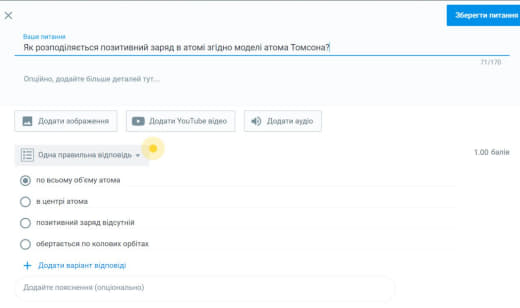 Зберегти питання
Ваше питання
Як розподіляється позитивний заряд в атомі згідно моделі атома Томсона?
71/170
Опційно, додайте більше деталей тут...
Додати зображення Додати YouTube відео Додати аудіо
Одна правильна відповідь 1.00 балів
по всьому об'єму атома
в центрі атома
позитивний заряд відсутній
обертається по колових орбітах
+ Додати варіант відповіді
Додайте пояснення (опціонально)